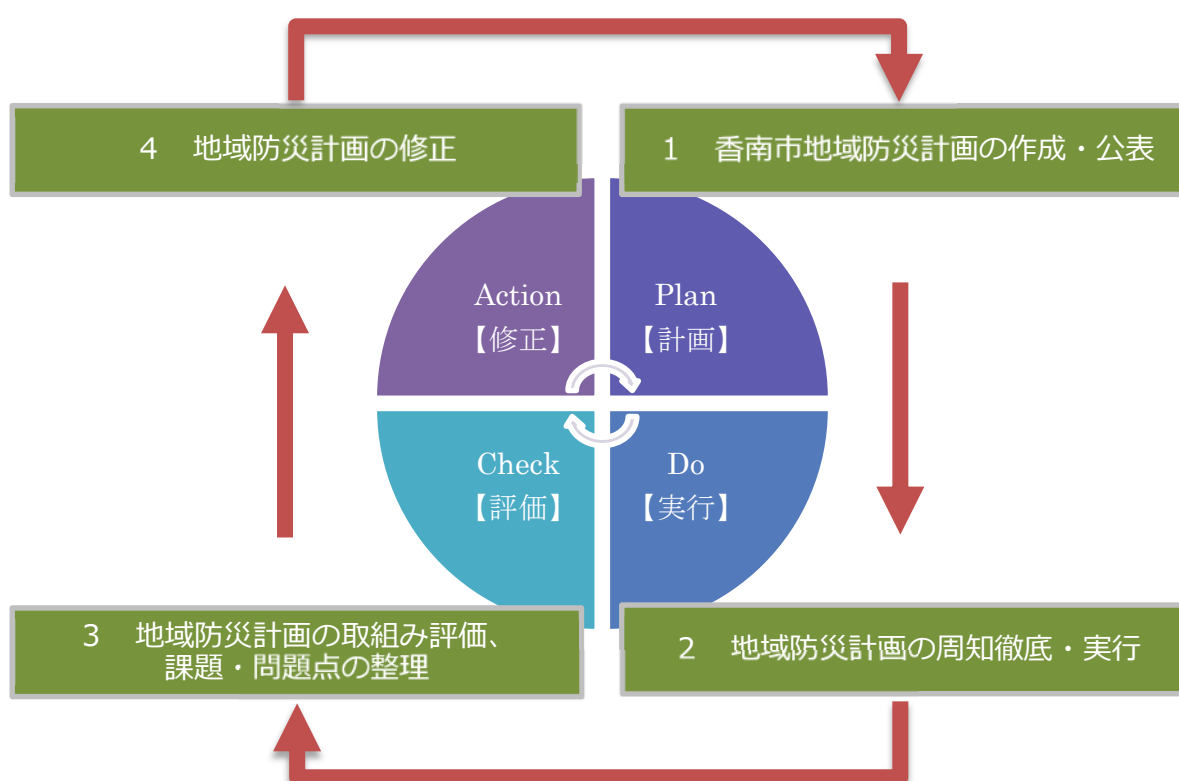 4 地域防災計画の修正
1 香南市地域防災計画の作成・公表
Action
【修正】
Plan
【計画】
Check
【評価】
Do
【実行】
3 地域防災計画の取組み評価、
課題・問題点の整理
2 地域防災計画の周知徹底・実行